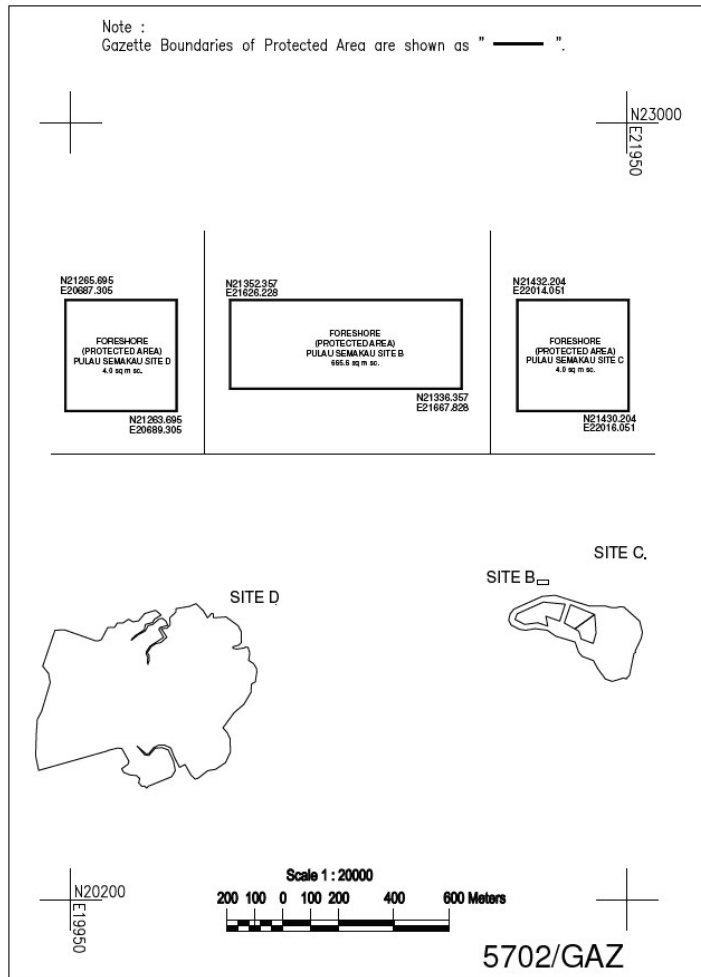 Note :
Gazette Boundaries of Protected Area are shown as " ——— ".
N23000
E21950
N21265.695
E20687.305
FORESHORE
(PROTECTED AREA)
PULAU SEMAKAU SITE D
4.0 sq m sc.
N21263.695
E20689.305
N21352.357
E21626.228
FORESHORE
(PROTECTED AREA)
PULAU SEMAKAU SITE B
665.6 sq m sc.
N21336.357
E21667.828
N21432.204
E22014.051
FORESHORE
(PROTECTED AREA)
PULAU SEMAKAU SITE C
4.0 sq m sc.
N21430.204
E22016.051
SITE C
SITE B
SITE D
N20200
E19950
Scale 1 : 20000
200 100 0 100 200 400 600 Meters
5702/GAZ